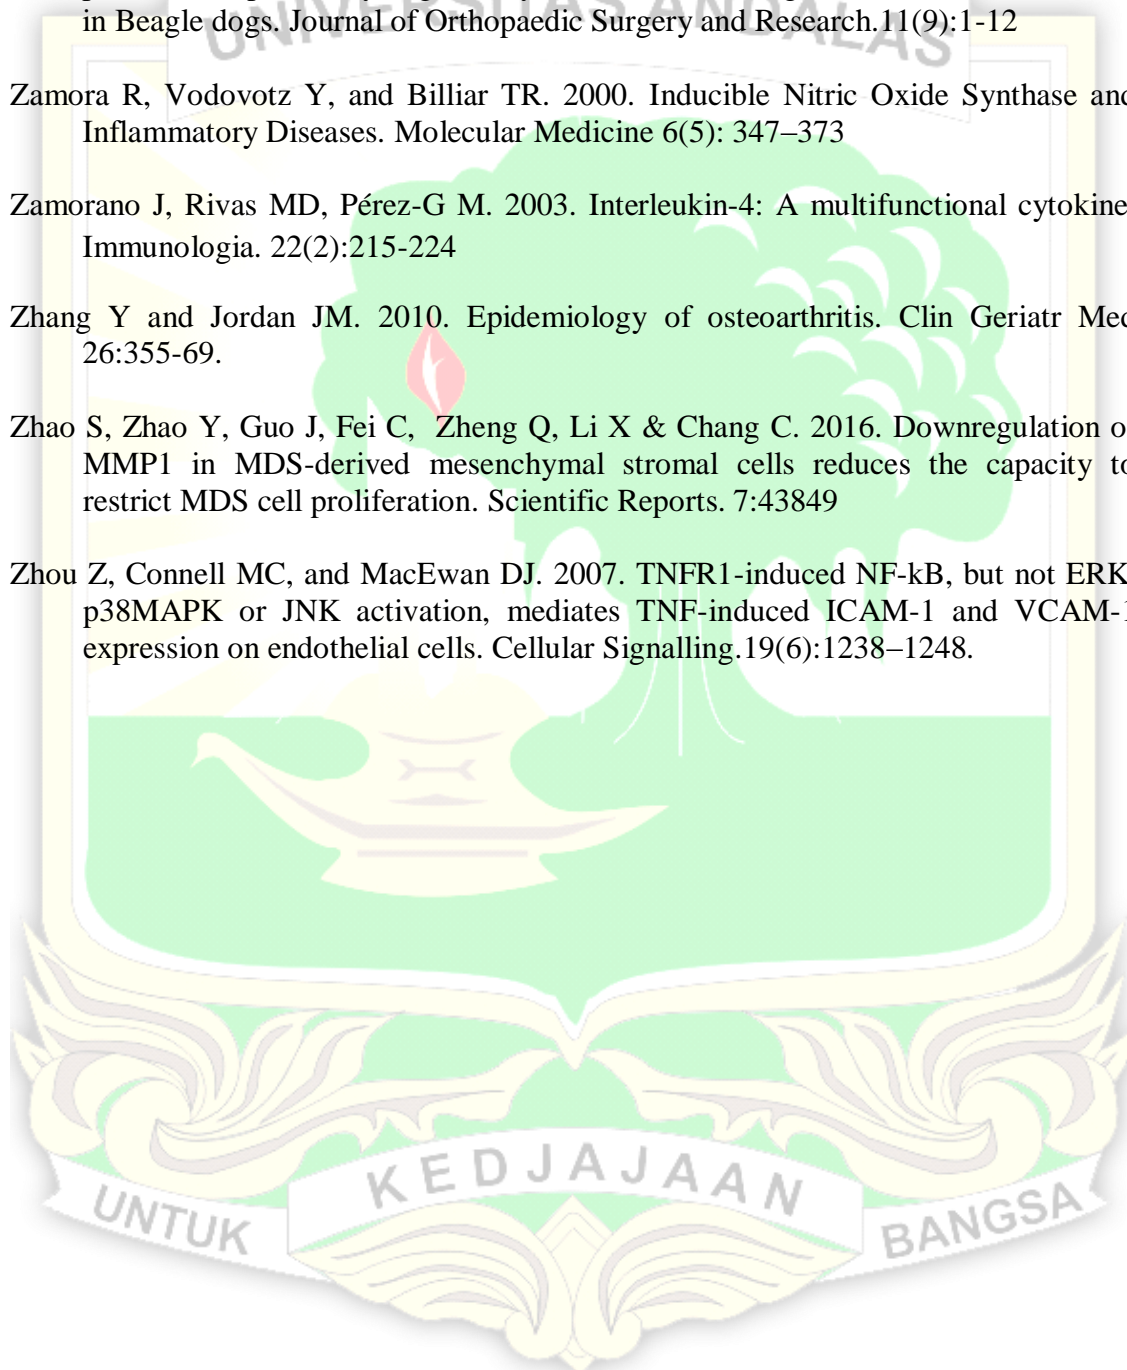 in Beagle dogs. Journal of Orthopaedic Surgery and Research.11(9):1-12
UNIVERSITAS ANDALAS
Zamora R, Vodovotz Y, and Billiar TR. 2000. Inducible Nitric Oxide Synthase and
Inflammatory Diseases. Molecular Medicine 6(5): 347–373
Zamorano J, Rivas MD, Pérez-G M. 2003. Interleukin-4: A multifunctional cytokine
Immunologia. 22(2):215-224
Zhang Y and Jordan JM. 2010. Epidemiology of osteoarthritis. Clin Geriatr Med
26:355-69.
Zhao S, Zhao Y, Guo J, Fei C, Zheng Q, Li X & Chang C. 2016. Downregulation of
MMP1 in MDS-derived mesenchymal stromal cells reduces the capacity to
restrict MDS cell proliferation. Scientific Reports. 7:43849
Zhou Z, Connell MC, and MacEwan DJ. 2007. TNFR1-induced NF-kB, but not ERK
p38MAPK or JNK activation, mediates TNF-induced ICAM-1 and VCAM-1
expression on endothelial cells. Cellular Signalling.19(6):1238–1248.
UNTUK KEDJAJAAN BANGSA